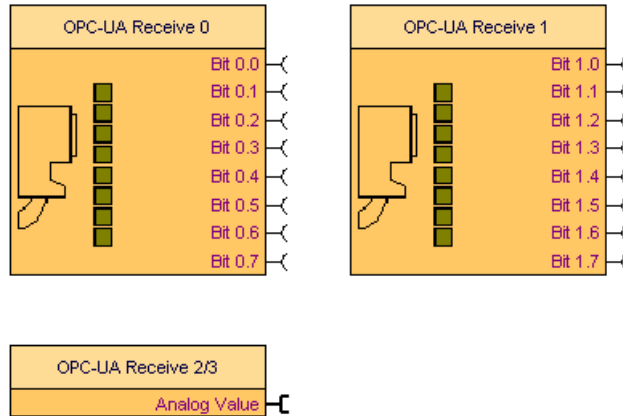 OPC-UA Receive 0
Bit 0.0
Bit 0.1
Bit 0.2
Bit 0.3
Bit 0.4
Bit 0.5
Bit 0.6
Bit 0.7
OPC-UA Receive 1
Bit 1.0
Bit 1.1
Bit 1.2
Bit 1.3
Bit 1.4
Bit 1.5
Bit 1.6
Bit 1.7
OPC-UA Receive 2/3
Analog Value